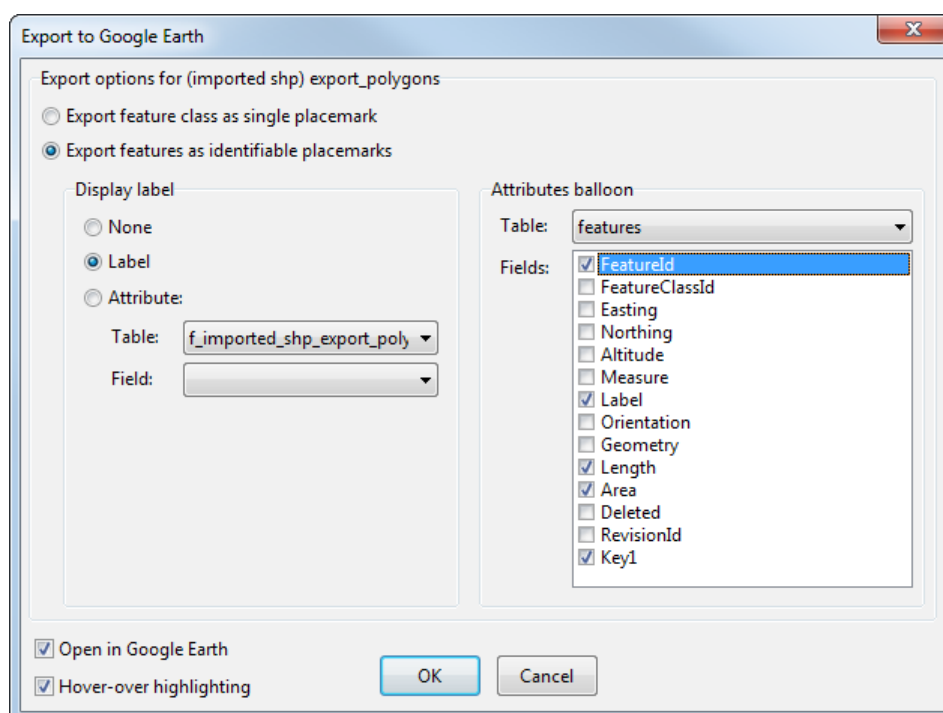 Export to Google Earth
Export options for (imported shp) export_polygons
Export feature class as single placemark
Export features as identifiable placemarks
Display label
None
Label
Attribute:
Table: f_imported_shp_export_poly
Field:
Attributes balloon
Table: features
Fields:
FeatureId
FeatureClassId
Easting
Northing
Altitude
Measure
Label
Orientation
Geometry
Length
Area
Deleted
RevisionId
Key1
Open in Google Earth
Hover-over highlighting
OK
Cancel